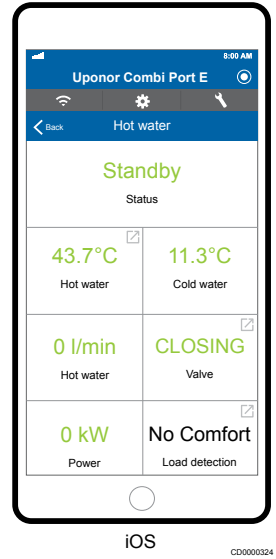 8:00 AM
Uponor Combi Port E
Back Hot water
Standby
Status
43.7°C 11.3°C
Hot water Cold water
0 l/min CLOSING
Hot water Valve
0 kW No Comfort
Power Load detection
iOS
CD0000324